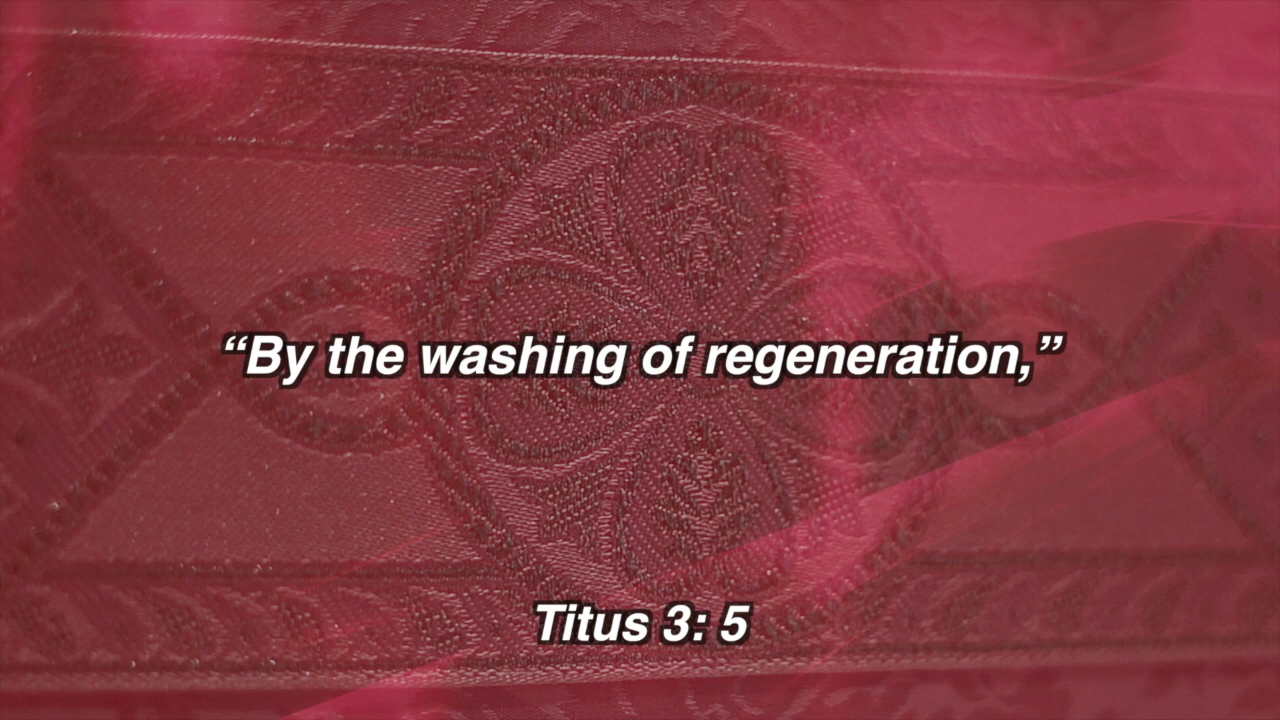 “By the washing of regeneration,”
Titus 3: 5